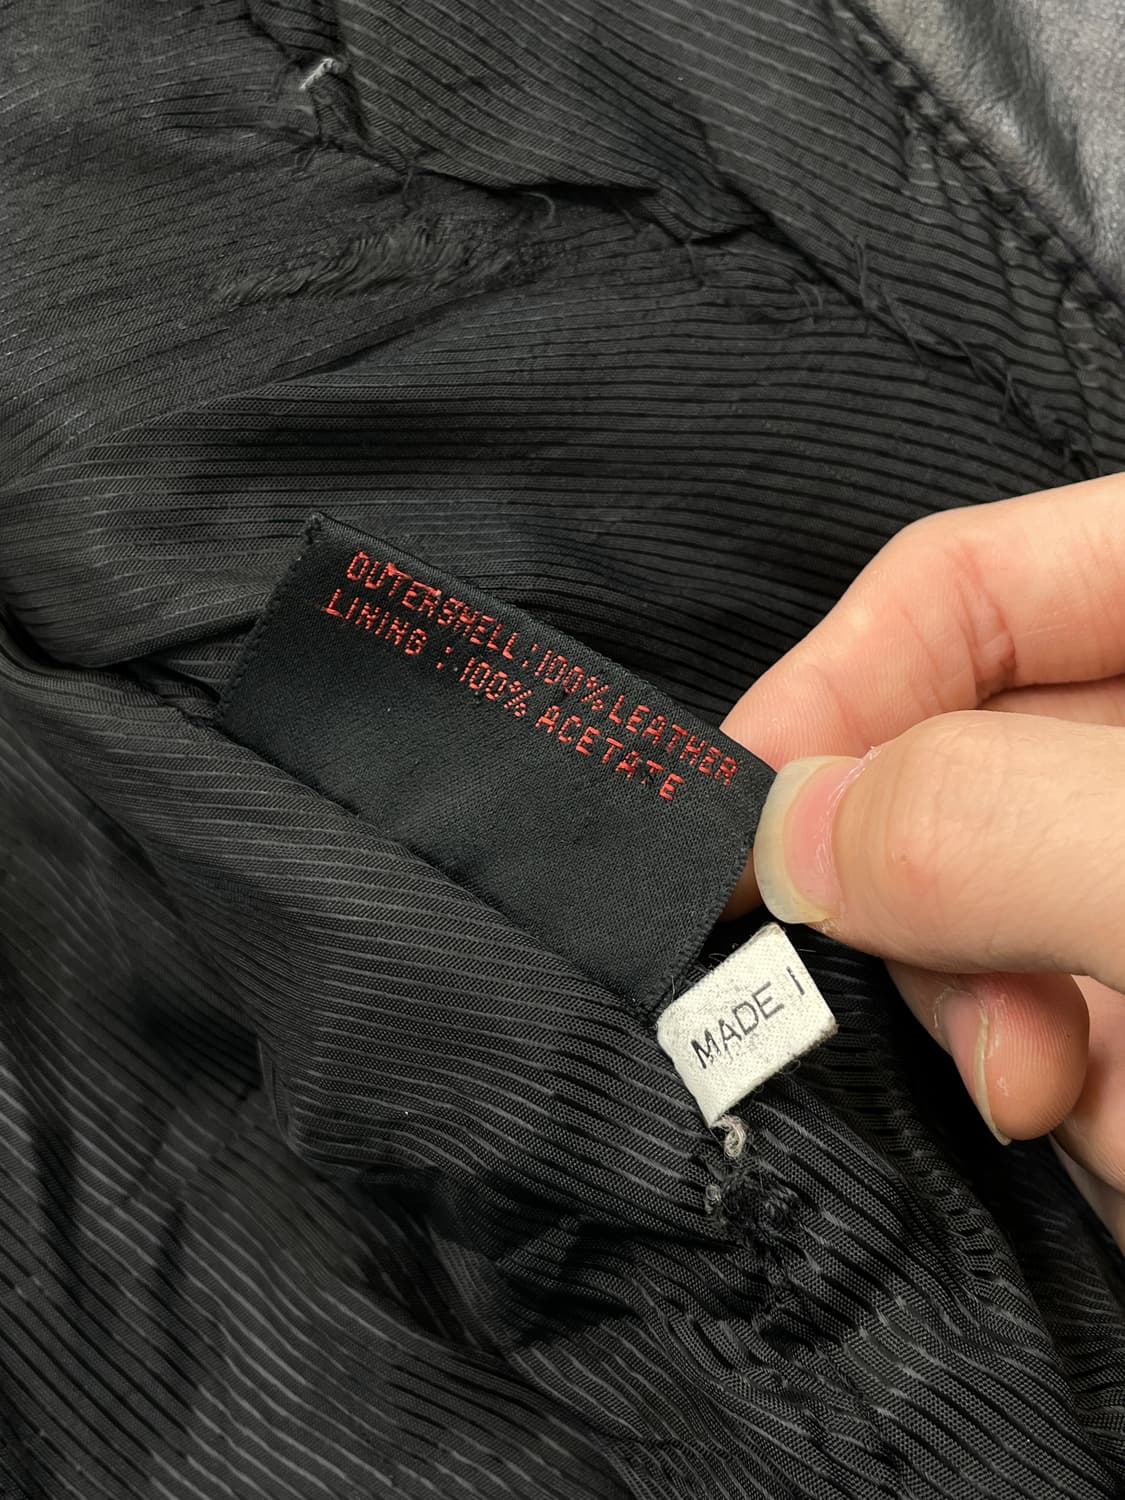 OUTERSHELL:100% LEATHER
LINING :100% ACETATE
MADE I